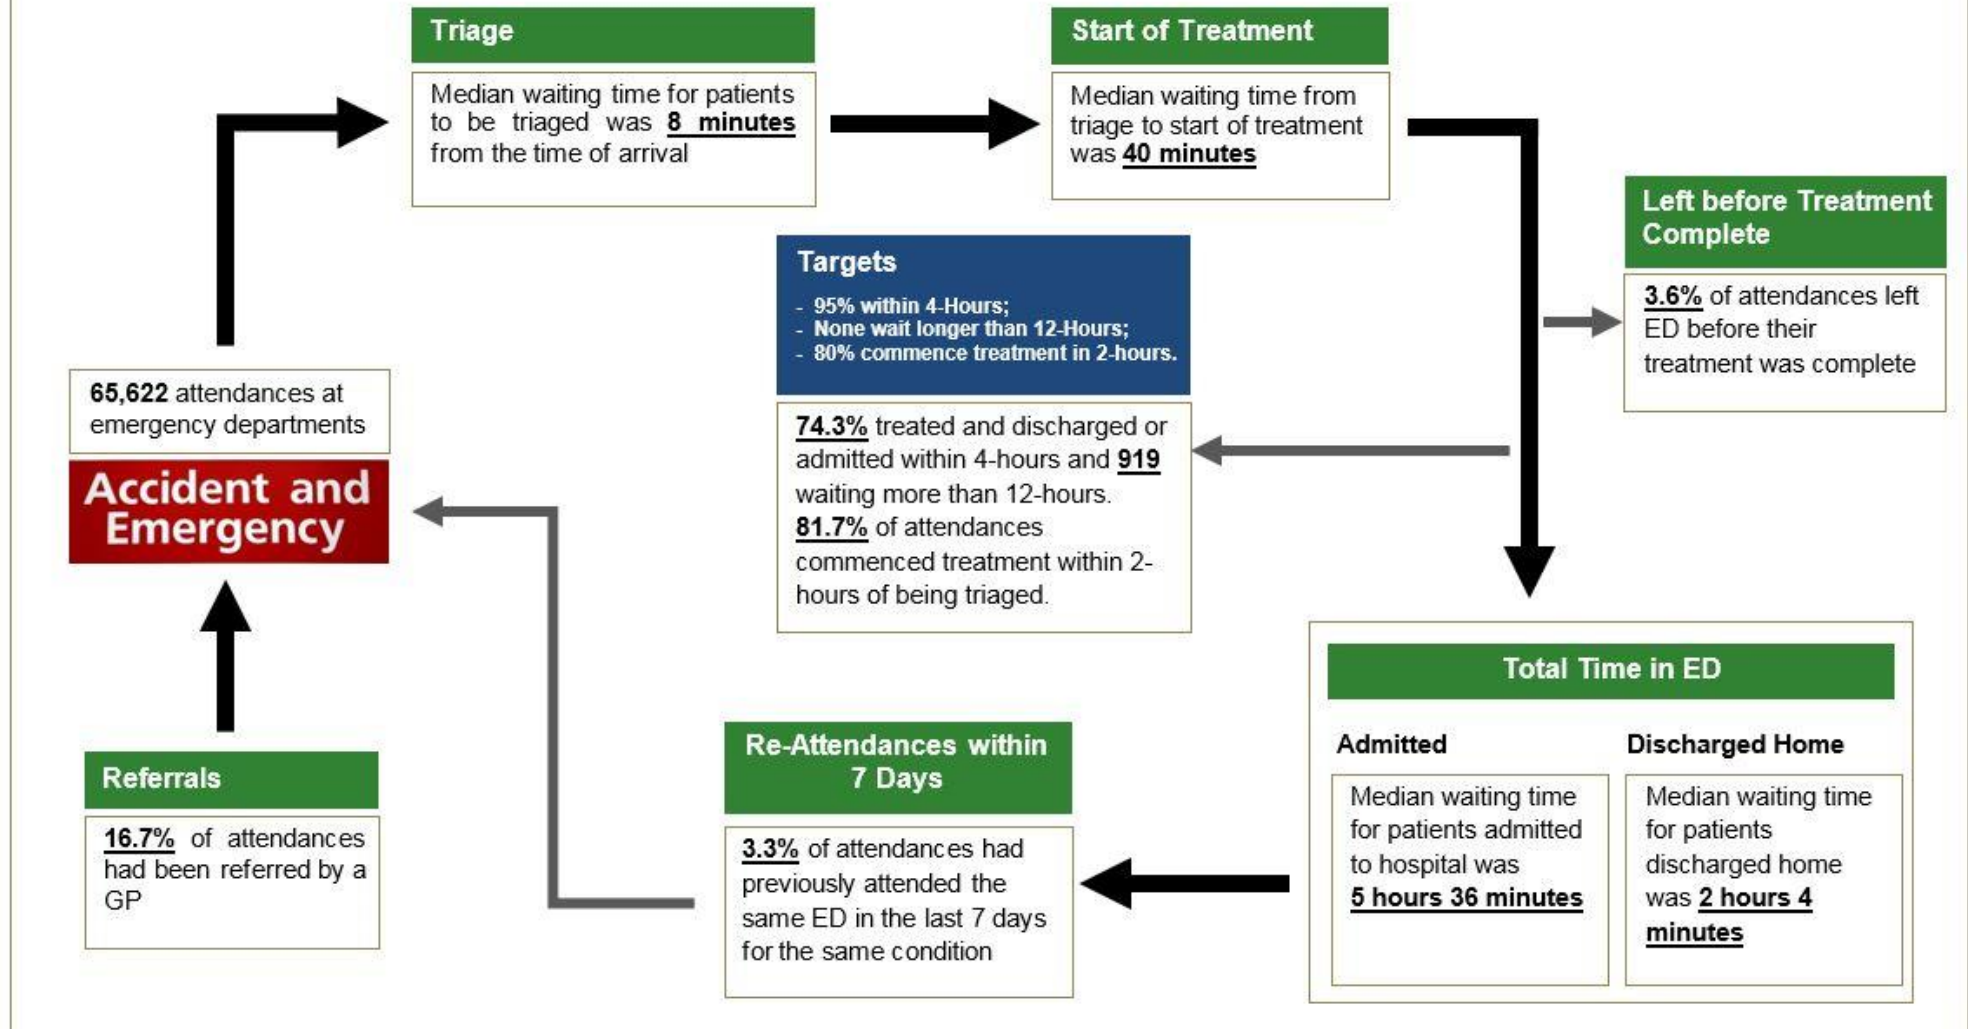 Triage
Median waiting time for patients
to be triaged was 8 minutes
from the time of arrival
Start of Treatment
Median waiting time from
triage to start of treatment
was 40 minutes
Left before Treatment
Complete
3.6% of attendances left
ED before their
treatment was complete
Targets
- 95% within 4-Hours;
- None wait longer than 12-Hours;
- 80% commence treatment in 2-hours.
74.3% treated and discharged or
admitted within 4-hours and 919
waiting more than 12-hours.
81.7% of attendances
commenced treatment within 2-
hours of being triaged.
65,622 attendances at
emergency departments
Accident and
Emergency
Referrals
16.7% of attendances
had been referred by a
GP
Re-Attendances within
7 Days
3.3% of attendances had
previously attended the
same ED in the last 7 days
for the same condition
Total Time in ED
Admitted
Median waiting time
for patients admitted
to hospital was
5 hours 36 minutes
Discharged Home
Median waiting time
for patients
discharged home
was 2 hours 4
minutes